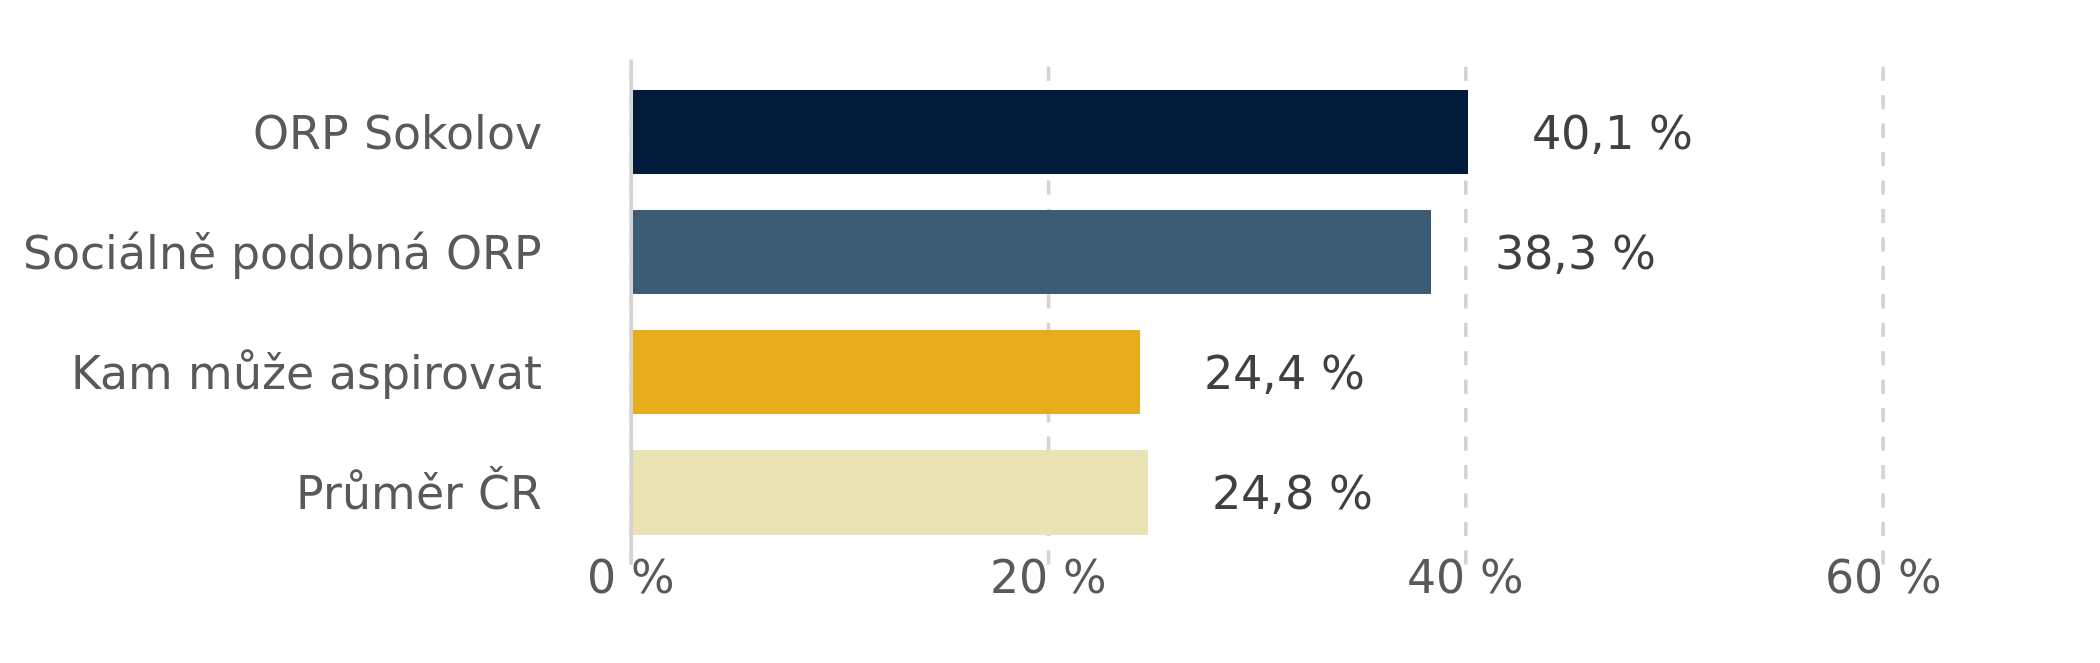 ORP Sokolov 40,1 %
Sociálně podobná ORP 38,3 %
Kam může aspirovat 24,4 %
Průměr ČR 24,8 %
0 % 20 % 40 % 60 %